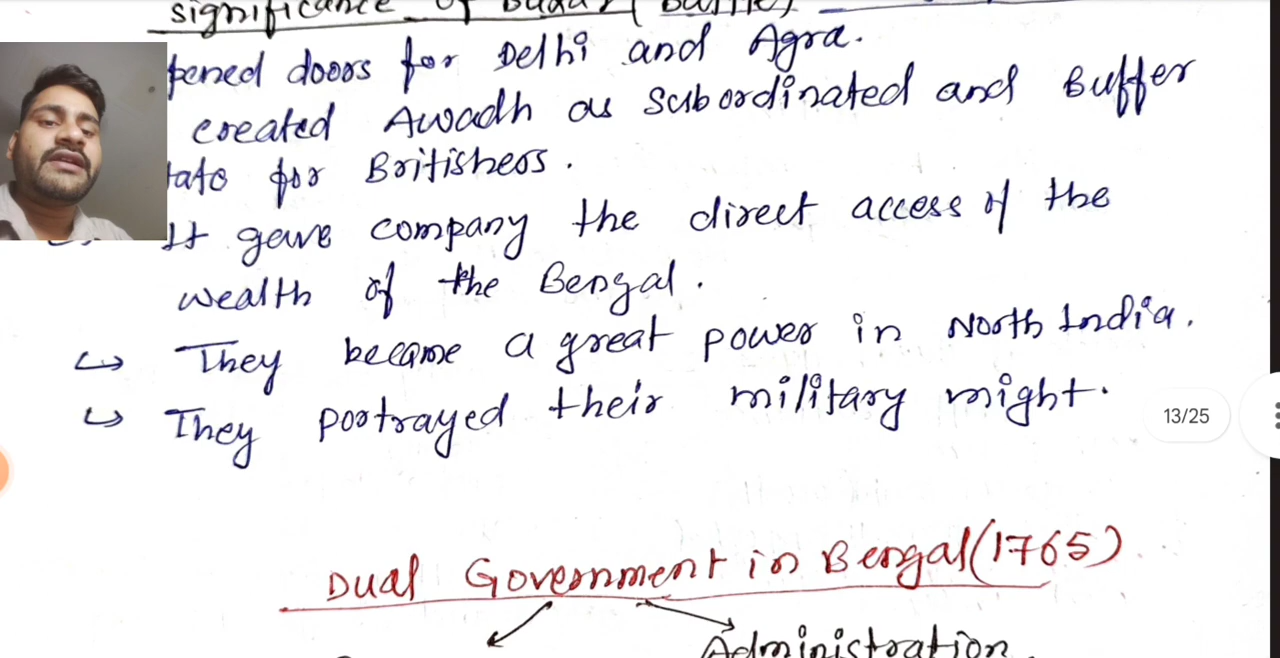 significance of Buxar (Battle)
pened doors for Delhi and Agra.
created Awadh as subordinated and Buffer
tate for Britishers.
It gave company the direct access of the
wealth of the Bengal.
They became a great power in North India.
They portrayed their military might.
13/25
Dual Government in Bengal (1765)
Administration